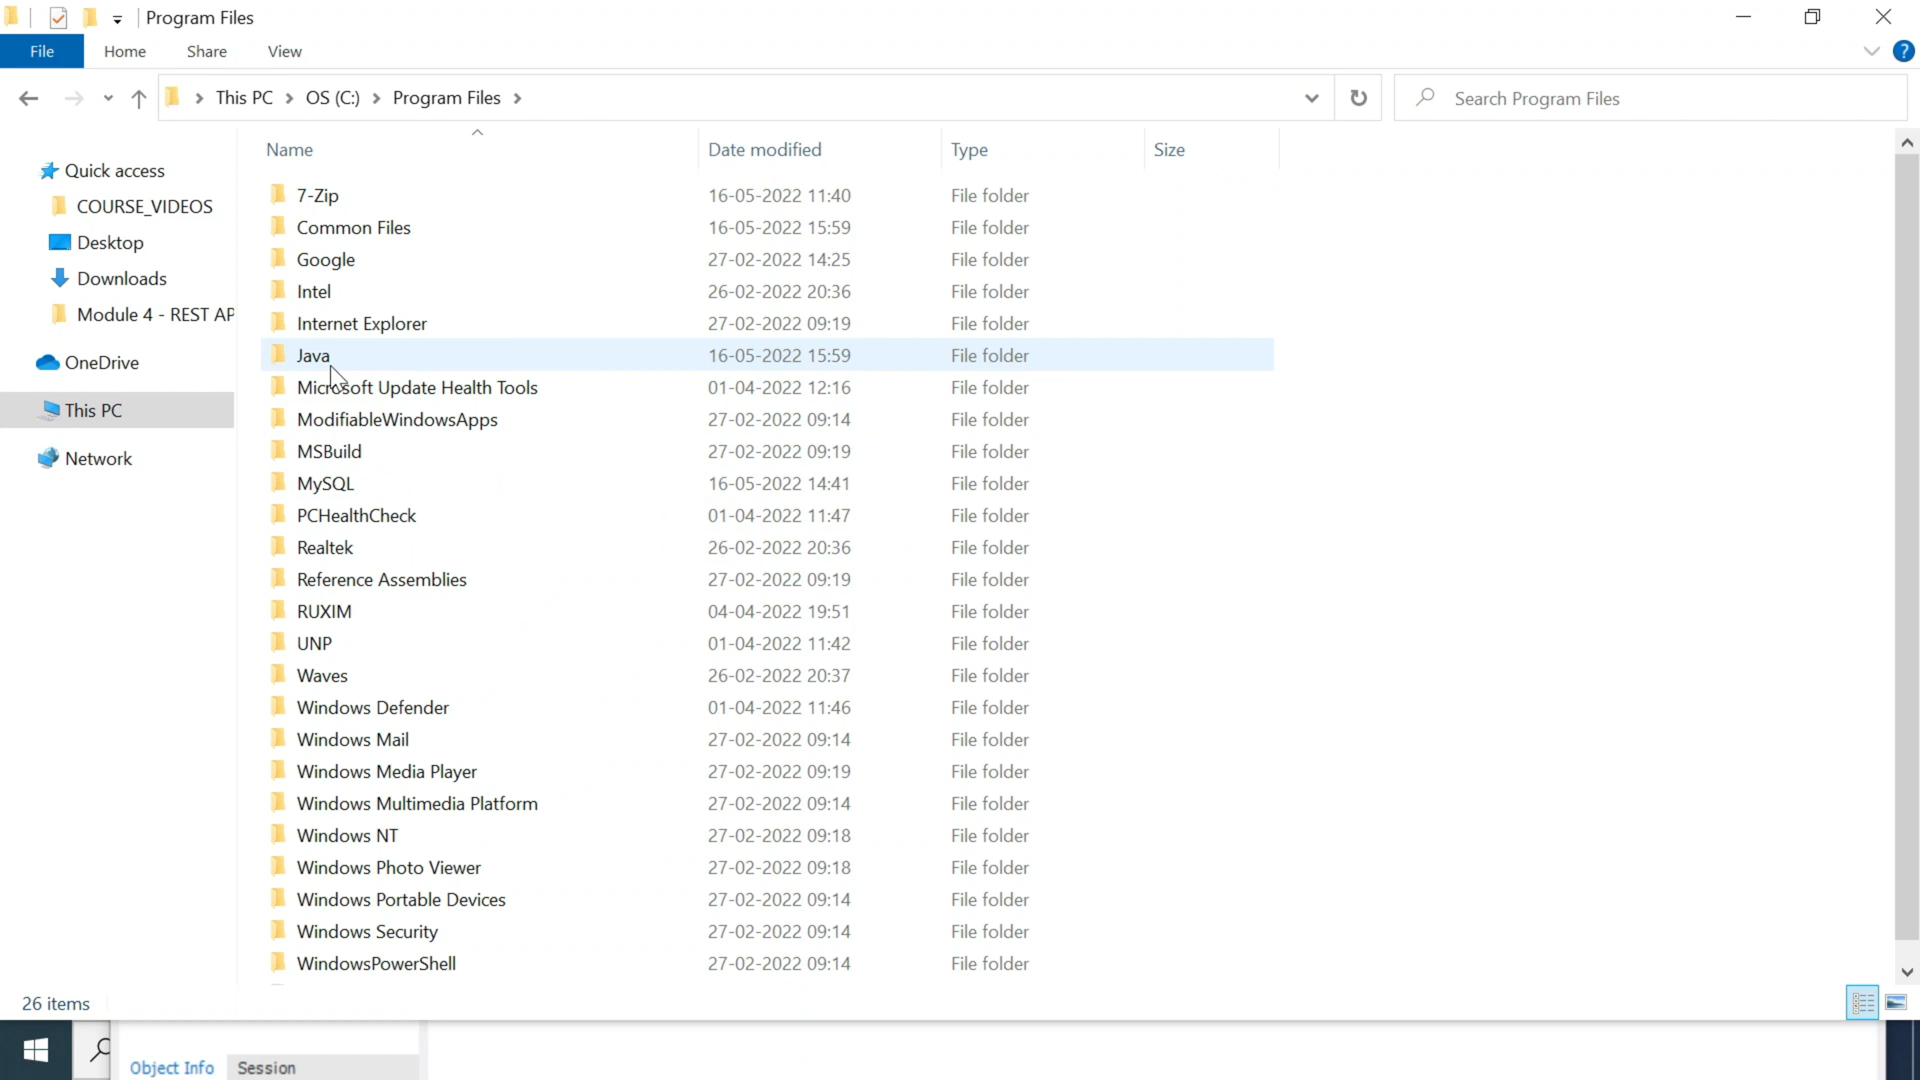 Program Files
File Home Share View
This PC OS (C:) Program Files Search Program Files
Name Date modified Type Size
Quick access
COURSE_VIDEOS
Desktop
Downloads
Module 4 - REST AP
OneDrive
This PC
Network
7-Zip 16-05-2022 11:40 File folder
Common Files 16-05-2022 15:59 File folder
Google 27-02-2022 14:25 File folder
Intel 26-02-2022 20:36 File folder
Internet Explorer 27-02-2022 09:19 File folder
Java 16-05-2022 15:59 File folder
Microsoft Update Health Tools 01-04-2022 12:16 File folder
ModifiableWindowsApps 27-02-2022 09:14 File folder
MSBuild 27-02-2022 09:19 File folder
MySQL 16-05-2022 14:41 File folder
PCHealthCheck 01-04-2022 11:47 File folder
Realtek 26-02-2022 20:36 File folder
Reference Assemblies 27-02-2022 09:19 File folder
RUXIM 04-04-2022 19:51 File folder
UNP 01-04-2022 11:42 File folder
Waves 26-02-2022 20:37 File folder
Windows Defender 01-04-2022 11:46 File folder
Windows Mail 27-02-2022 09:14 File folder
Windows Media Player 27-02-2022 09:19 File folder
Windows Multimedia Platform 27-02-2022 09:14 File folder
Windows NT 27-02-2022 09:18 File folder
Windows Photo Viewer 27-02-2022 09:18 File folder
Windows Portable Devices 27-02-2022 09:14 File folder
Windows Security 27-02-2022 09:14 File folder
WindowsPowerShell 27-02-2022 09:14 File folder
26 items
Object Info Session